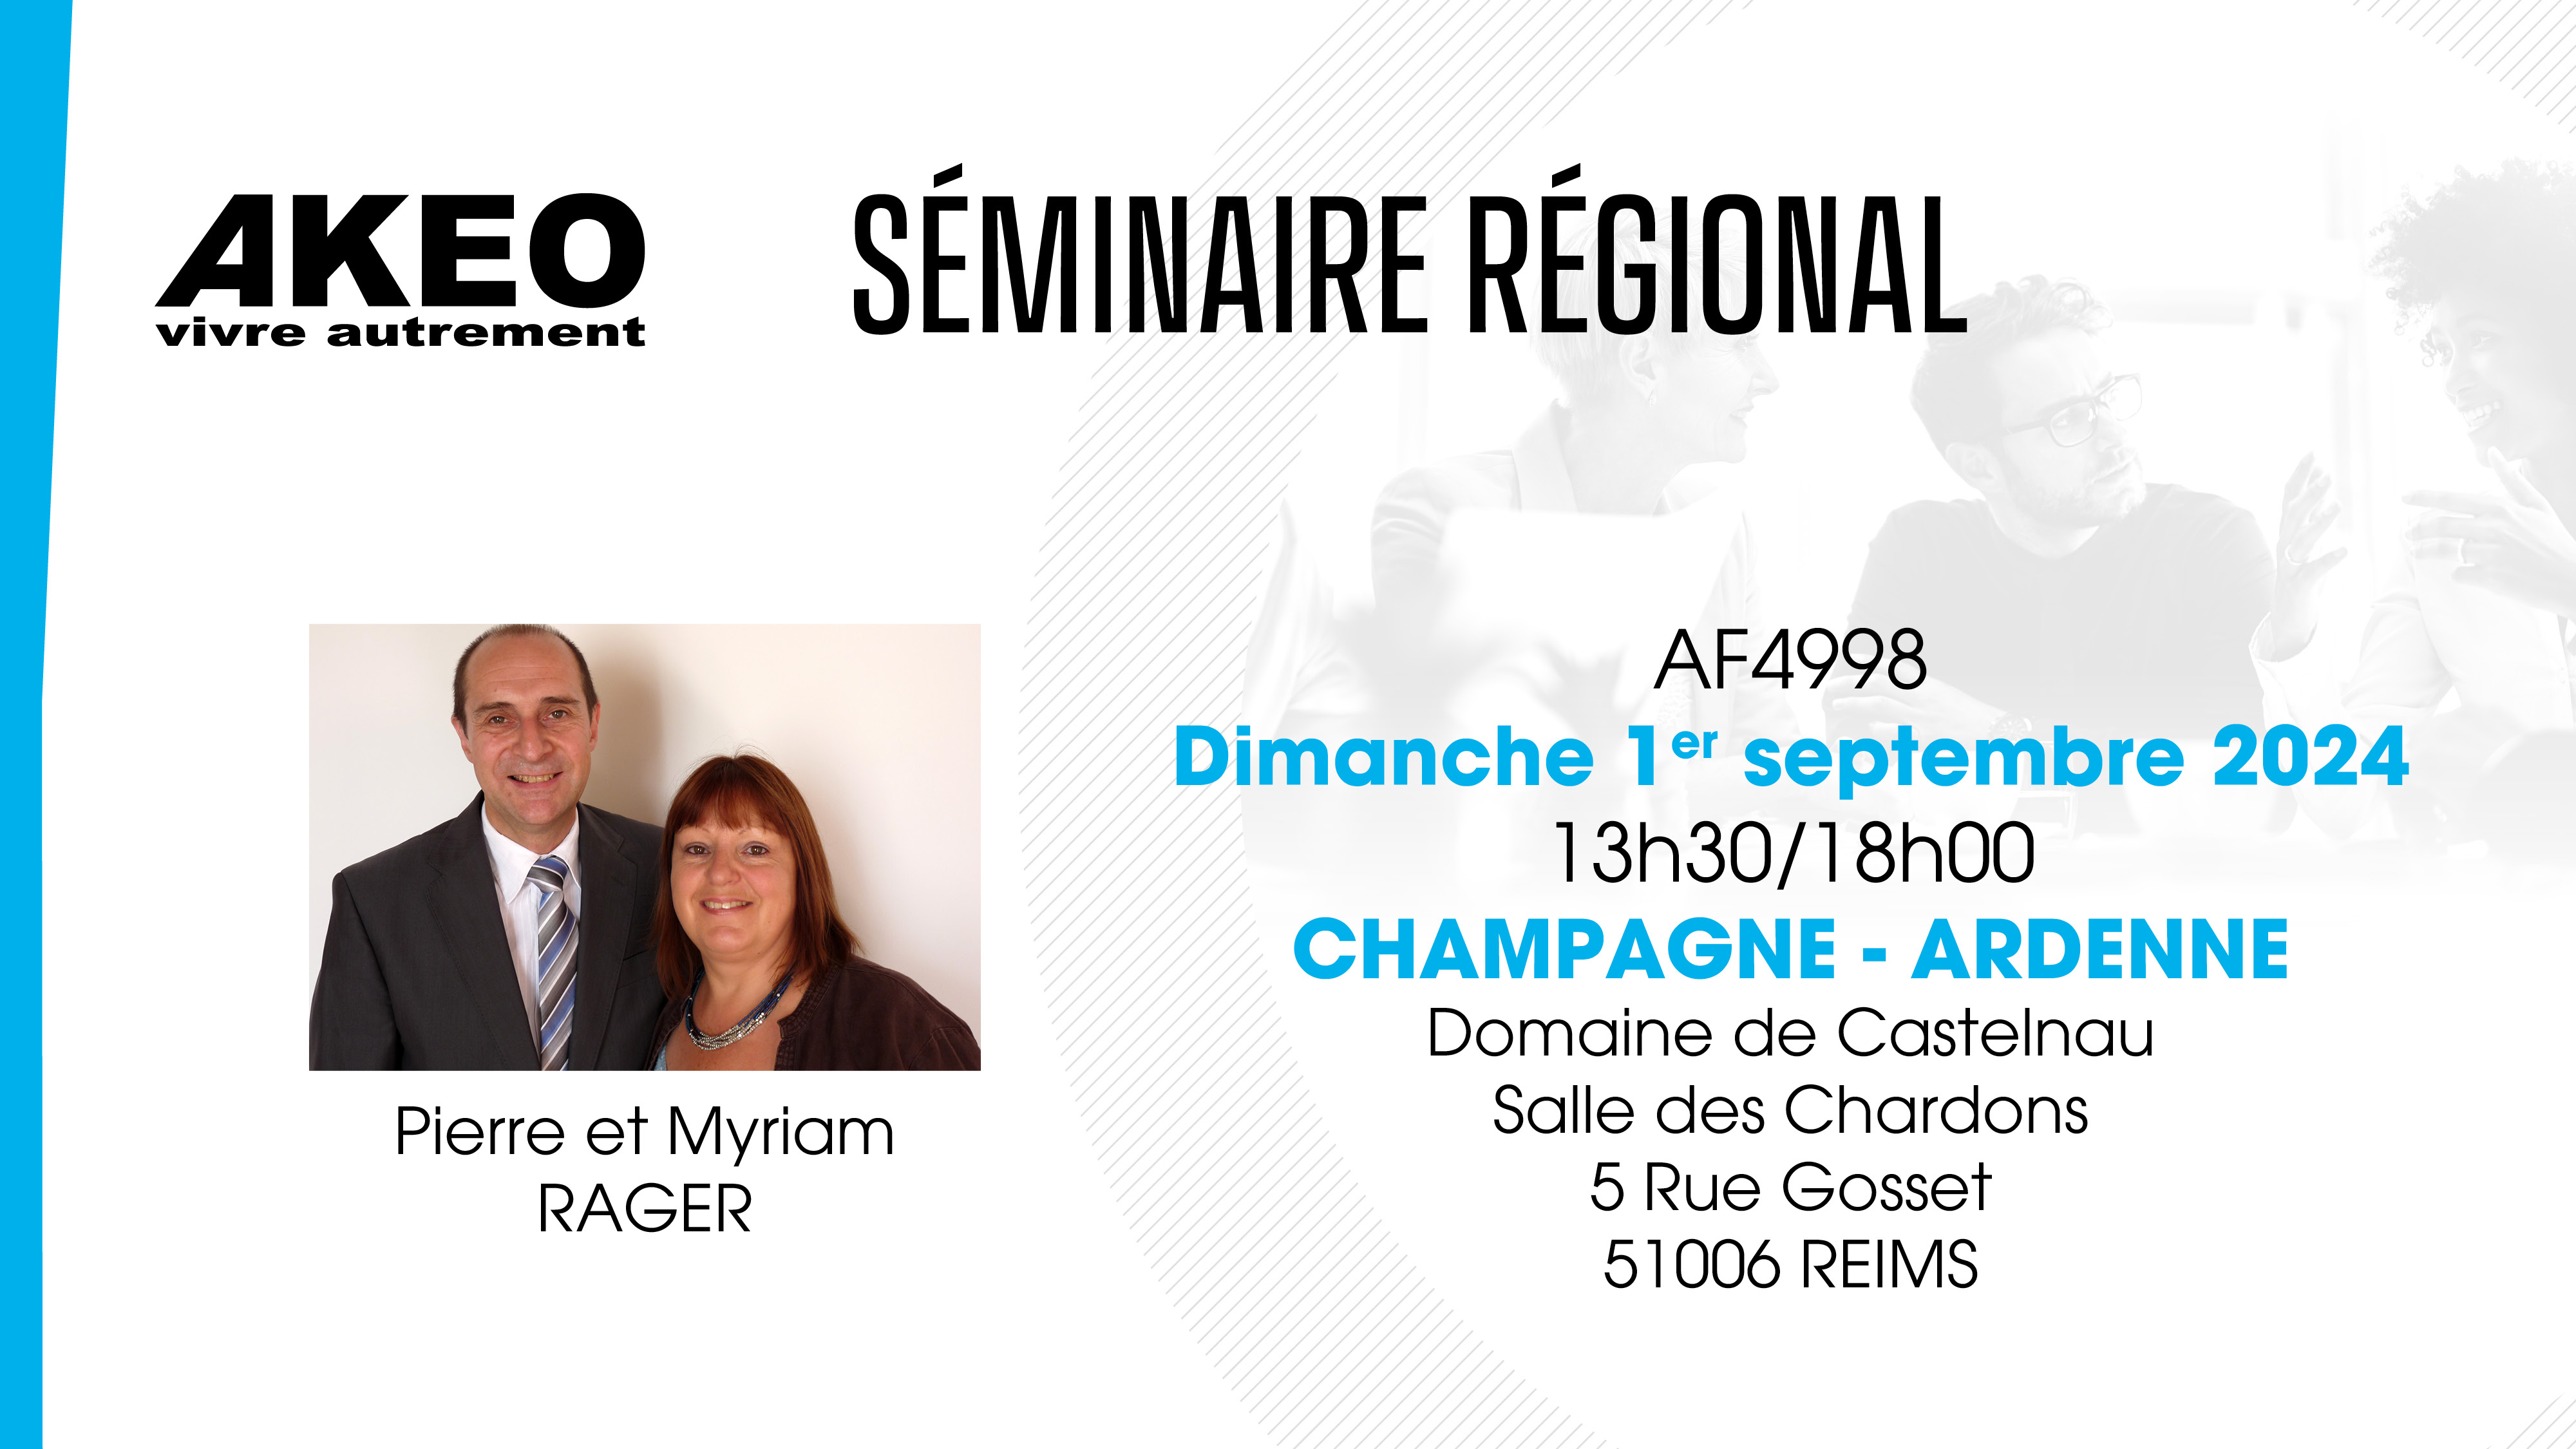 AKEO
vivre autrement
SÉMINAIRE RÉGIONAL
AF4998
Dimanche 1er septembre 2024
13h30/18h00
CHAMPAGNE - ARDENNE
Domaine de Castelnau
Salle des Chardons
5 Rue Gosset
51006 REIMS
Pierre et Myriam
RAGER